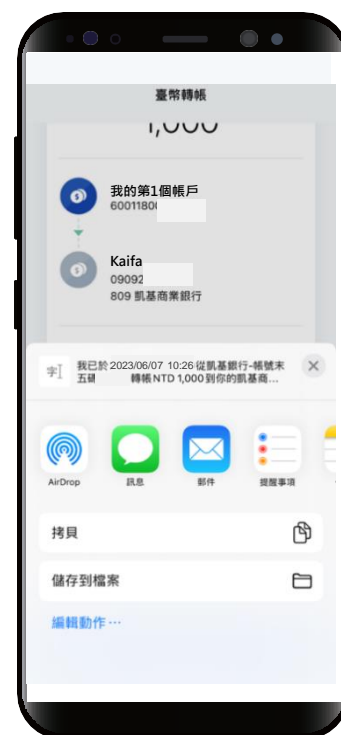 臺幣轉帳
1,000
我的第1個帳戶
6001180
Kaifa
09092
809 凱基商業銀行
字
我已於 2023/06/07 10:26 從凱基銀行-帳號末
五碼 轉帳 NTD 1,000 到你的凱基商...
AirDrop
訊息
郵件
提醒事項
拷貝
儲存到檔案
編輯動作…